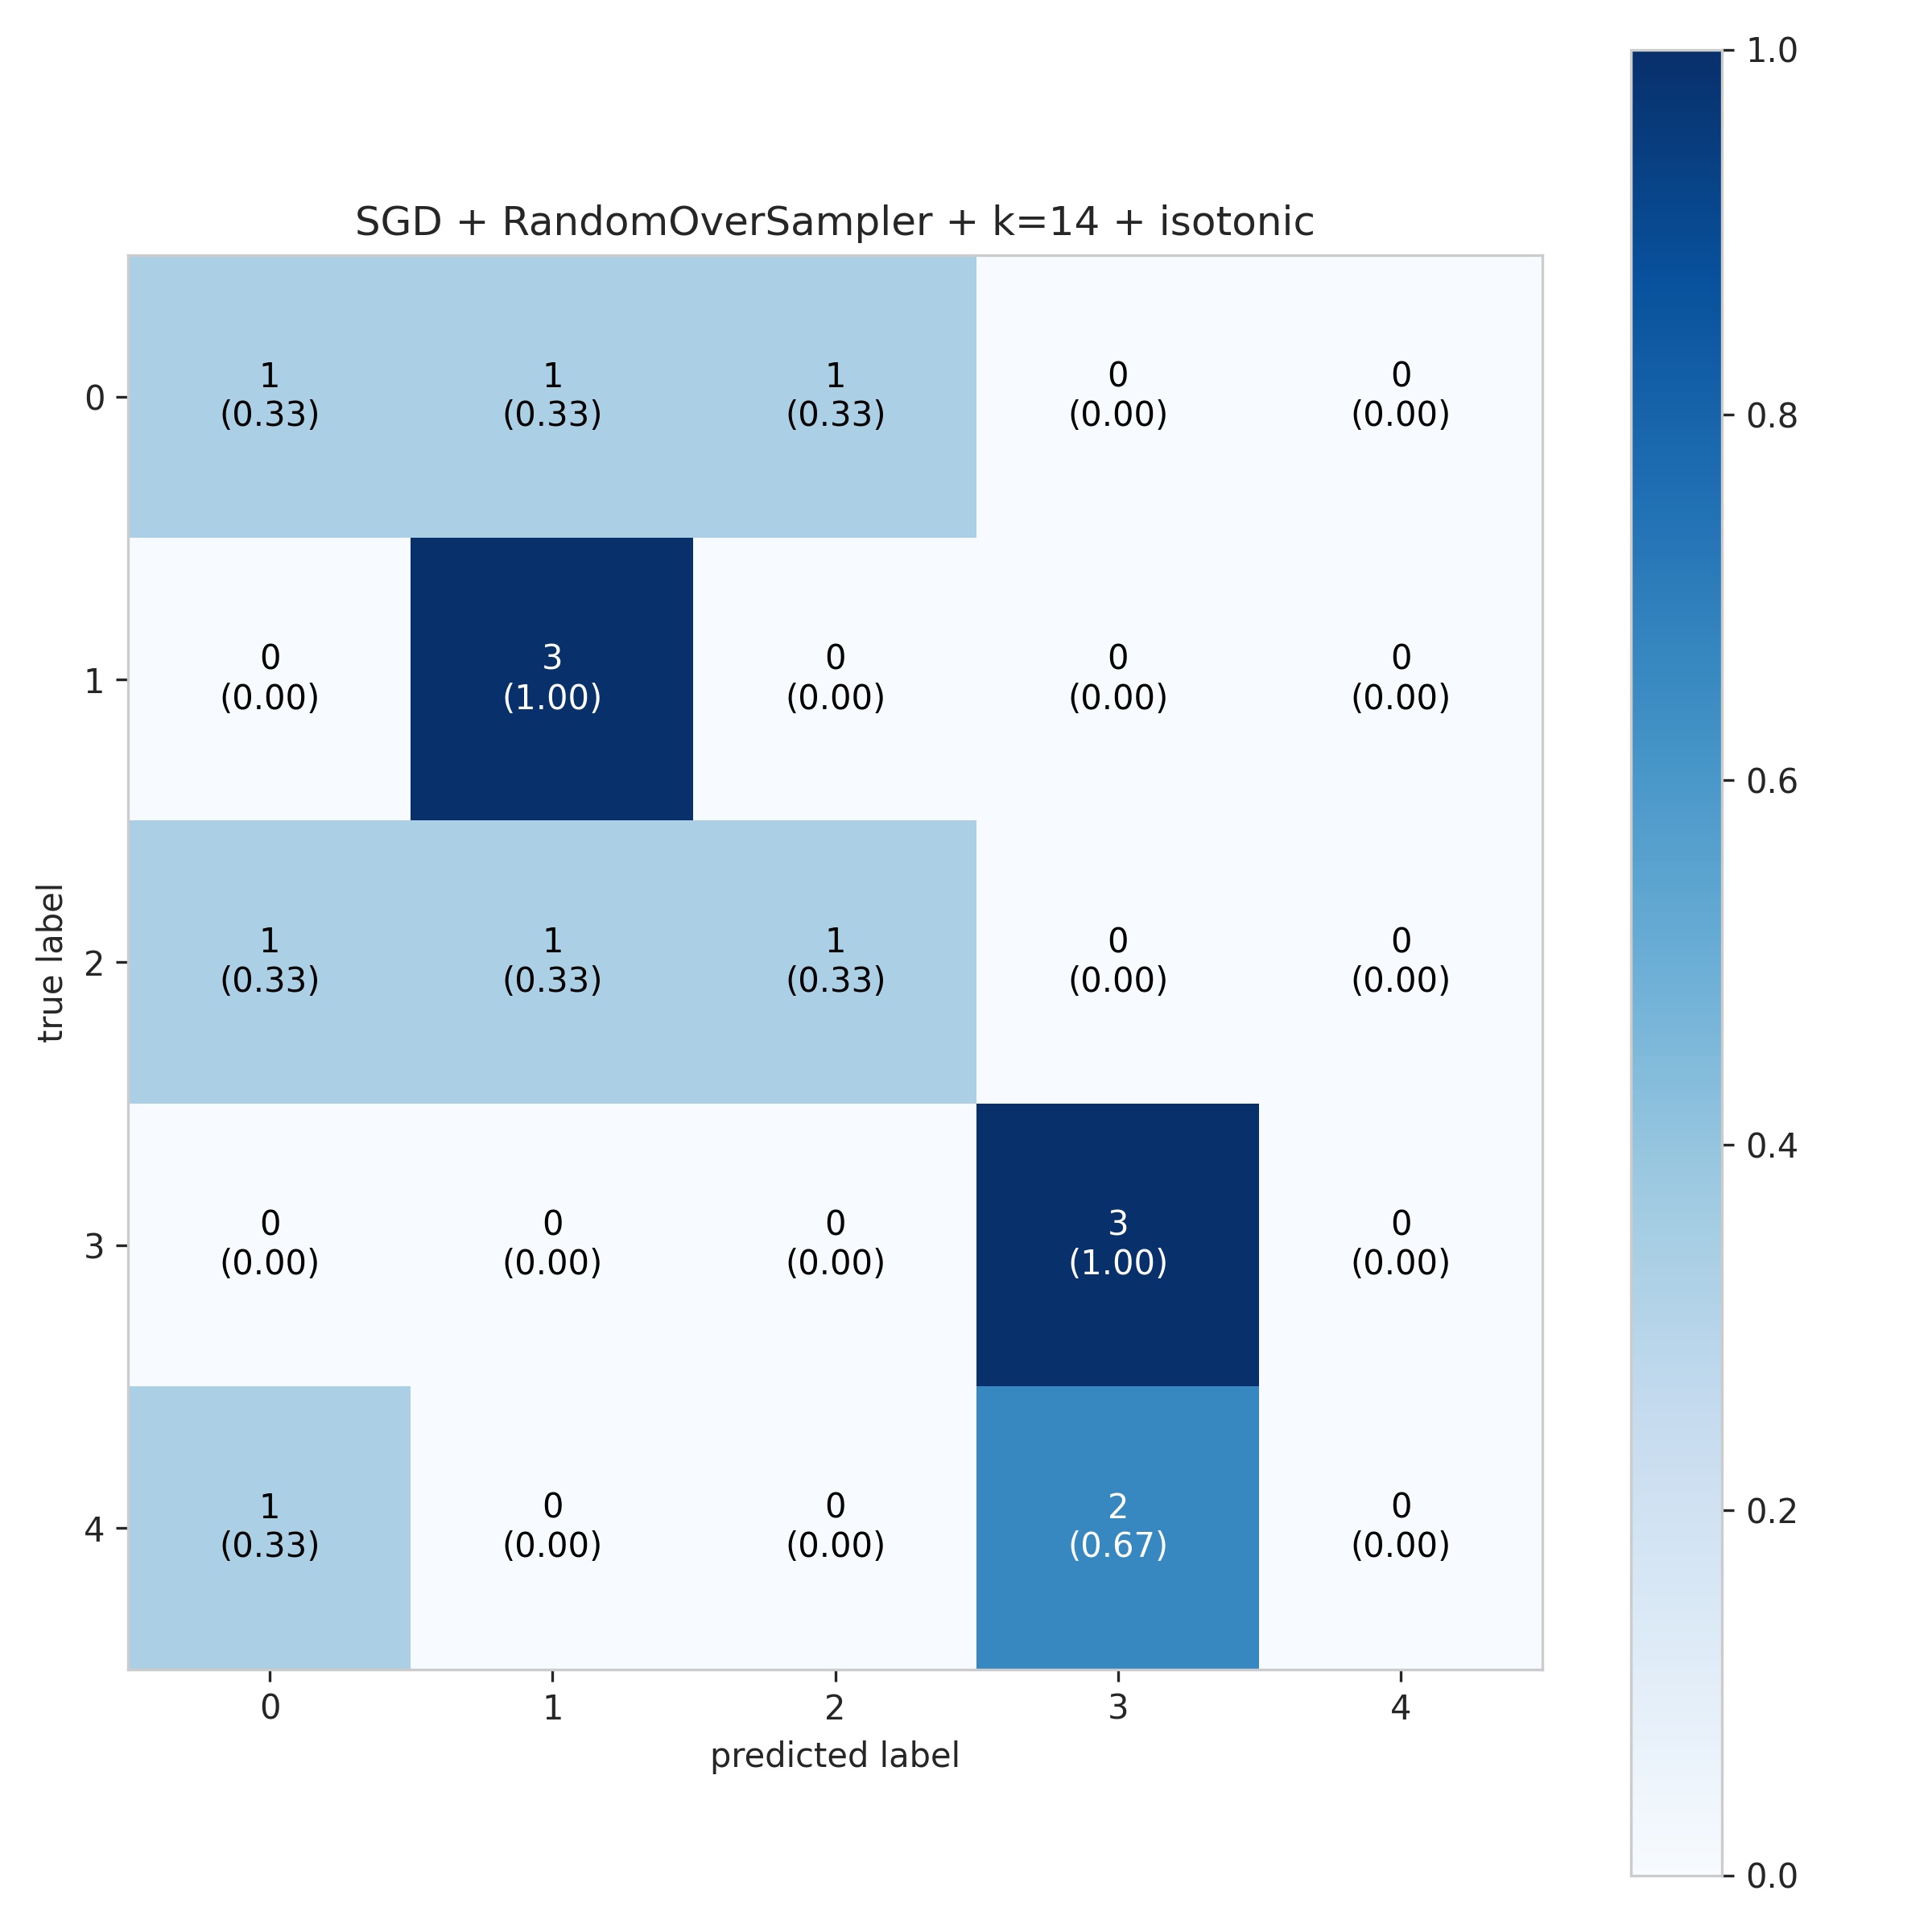 SGD + RandomOverSampler + k=14 + isotonic
1.0
0.8
0.6
0.4
0.2
0.0
true label
0
1
2
3
4
1 1 1 0 0
(0.33) (0.33) (0.33) (0.00) (0.00)
0 3 0 0 0
(0.00) (1.00) (0.00) (0.00) (0.00)
1 1 1 0 0
(0.33) (0.33) (0.33) (0.00) (0.00)
0 0 0 3 0
(0.00) (0.00) (0.00) (1.00) (0.00)
1 0 0 2 0
(0.33) (0.00) (0.00) (0.67) (0.00)
0 1 2 3 4
predicted label